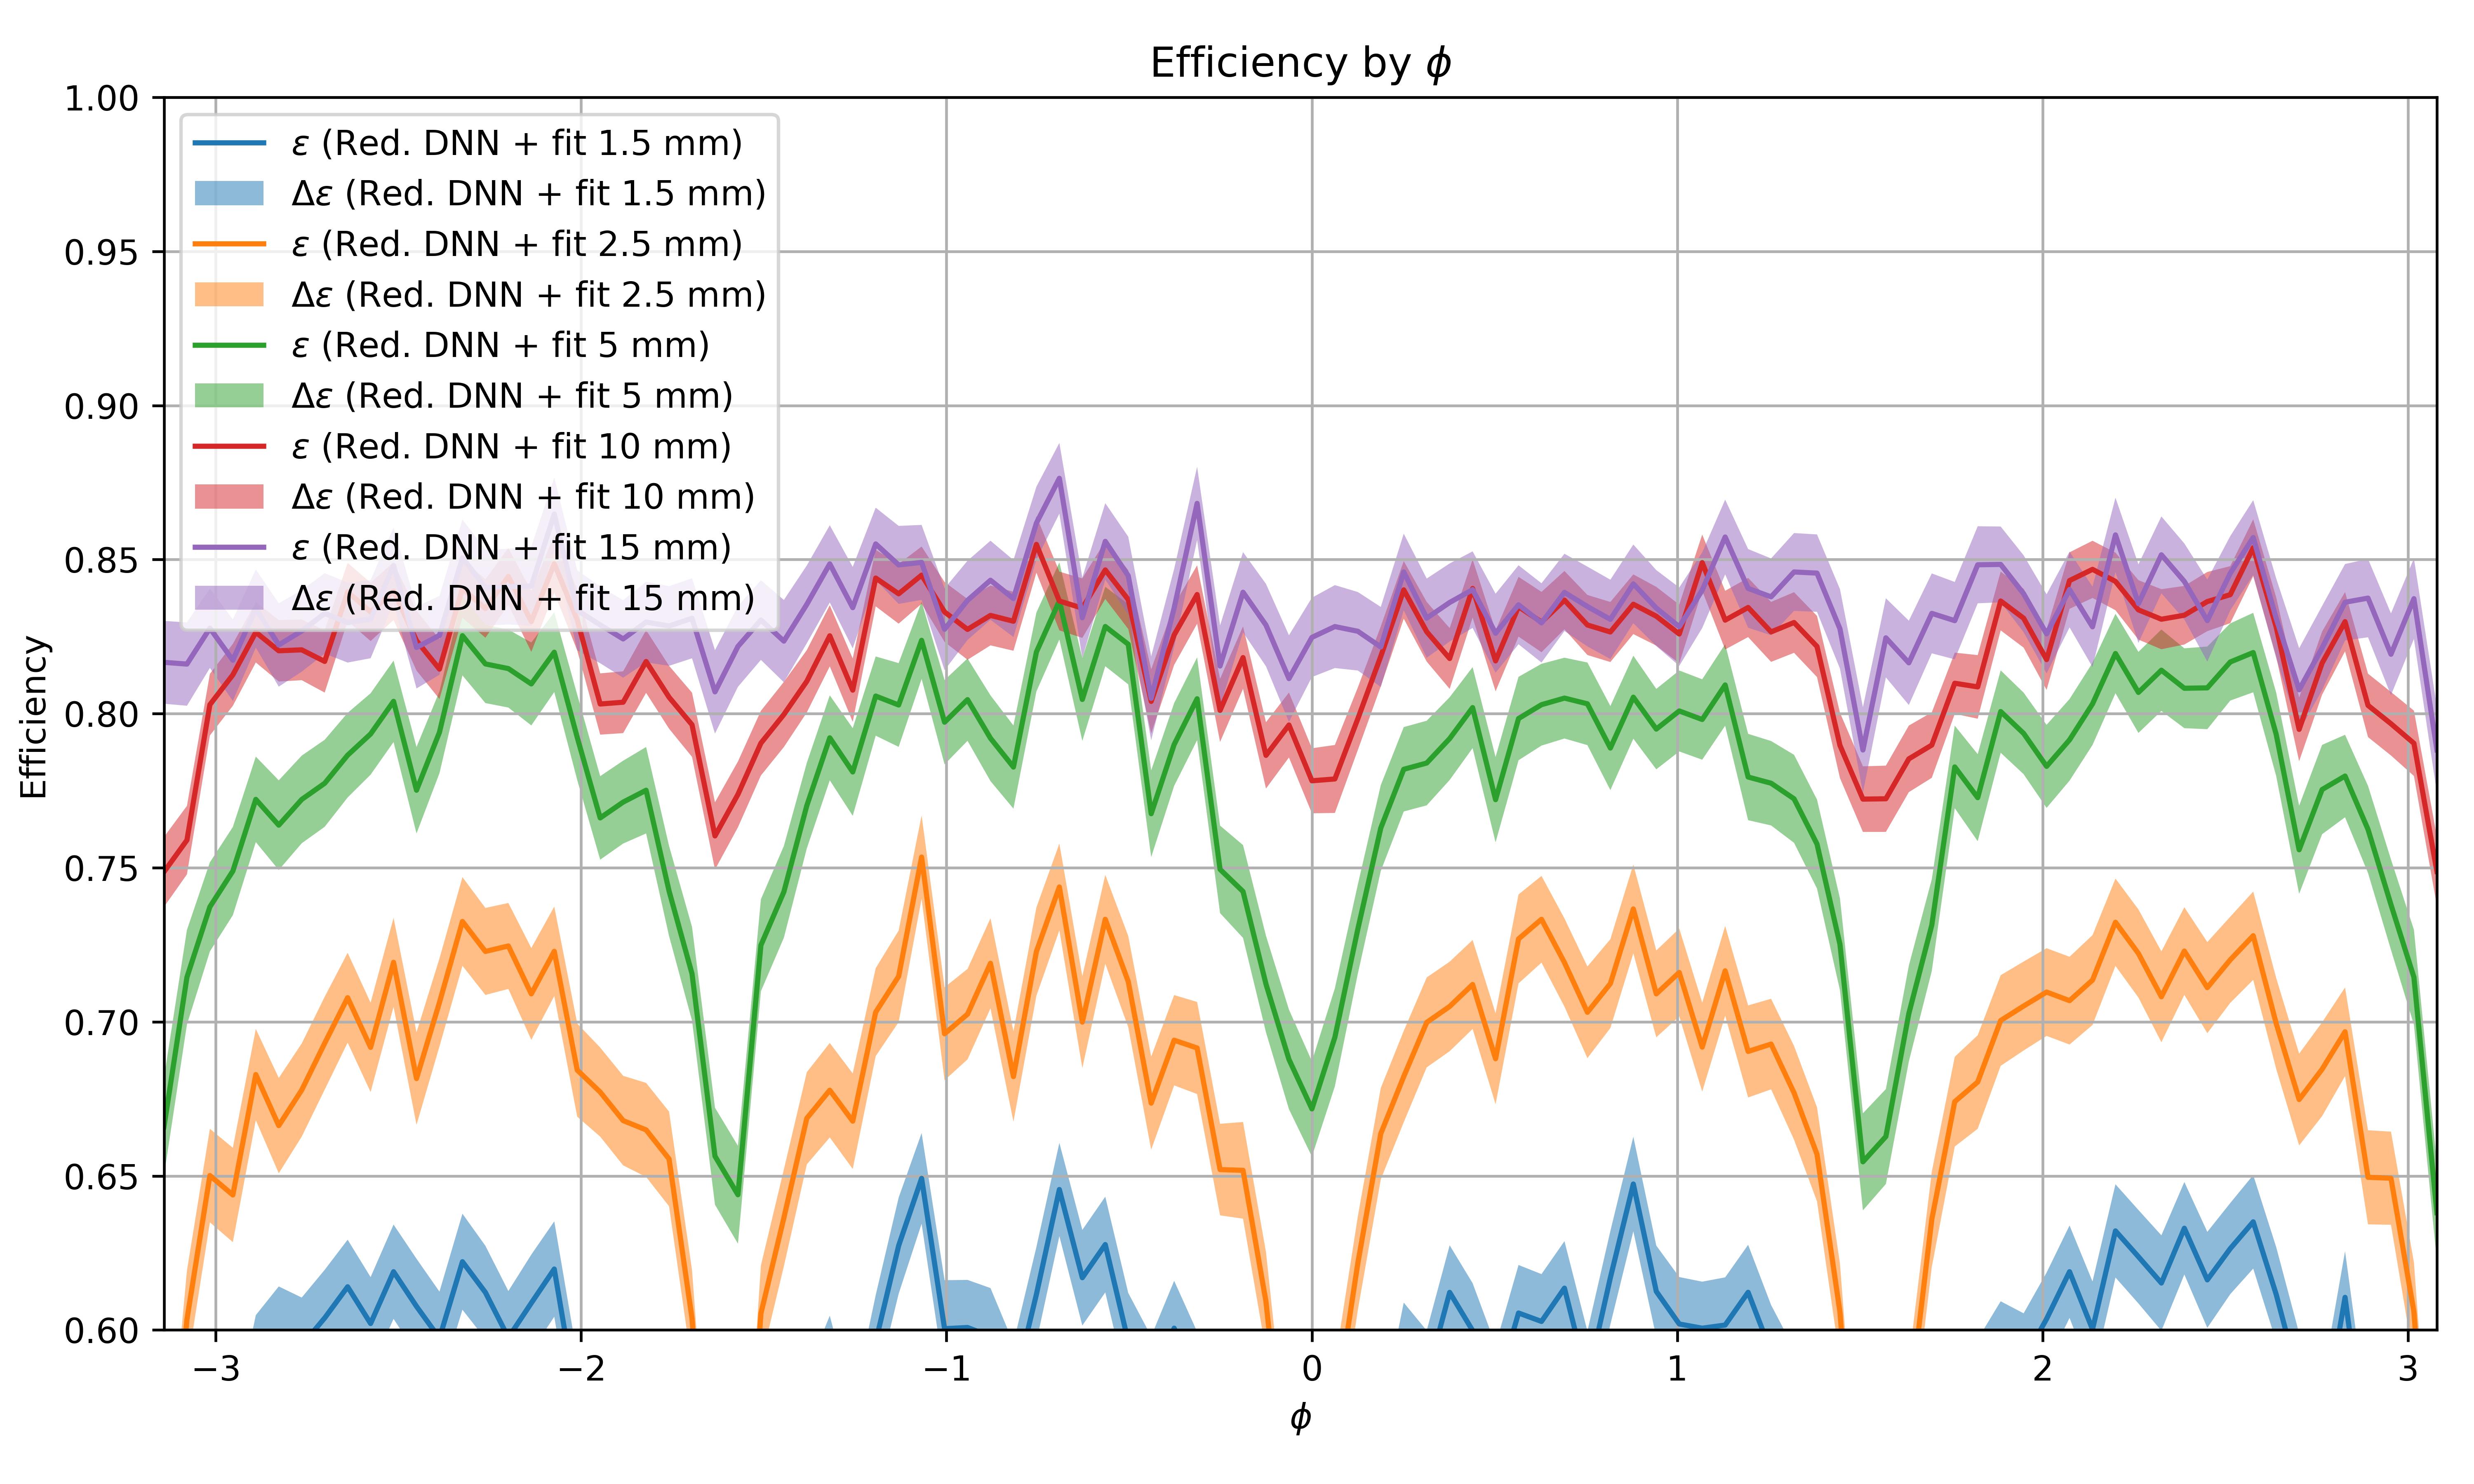 Efficiency by ϕ
1.00
0.95
0.90
0.85
0.80
0.75
0.70
0.65
0.60
Efficiency
ε (Red. DNN + fit 1.5 mm)
Δε (Red. DNN + fit 1.5 mm)
ε (Red. DNN + fit 2.5 mm)
Δε (Red. DNN + fit 2.5 mm)
ε (Red. DNN + fit 5 mm)
Δε (Red. DNN + fit 5 mm)
ε (Red. DNN + fit 10 mm)
Δε (Red. DNN + fit 10 mm)
ε (Red. DNN + fit 15 mm)
Δε (Red. DNN + fit 15 mm)
−3 −2 −1 0 1 2 3
ϕ